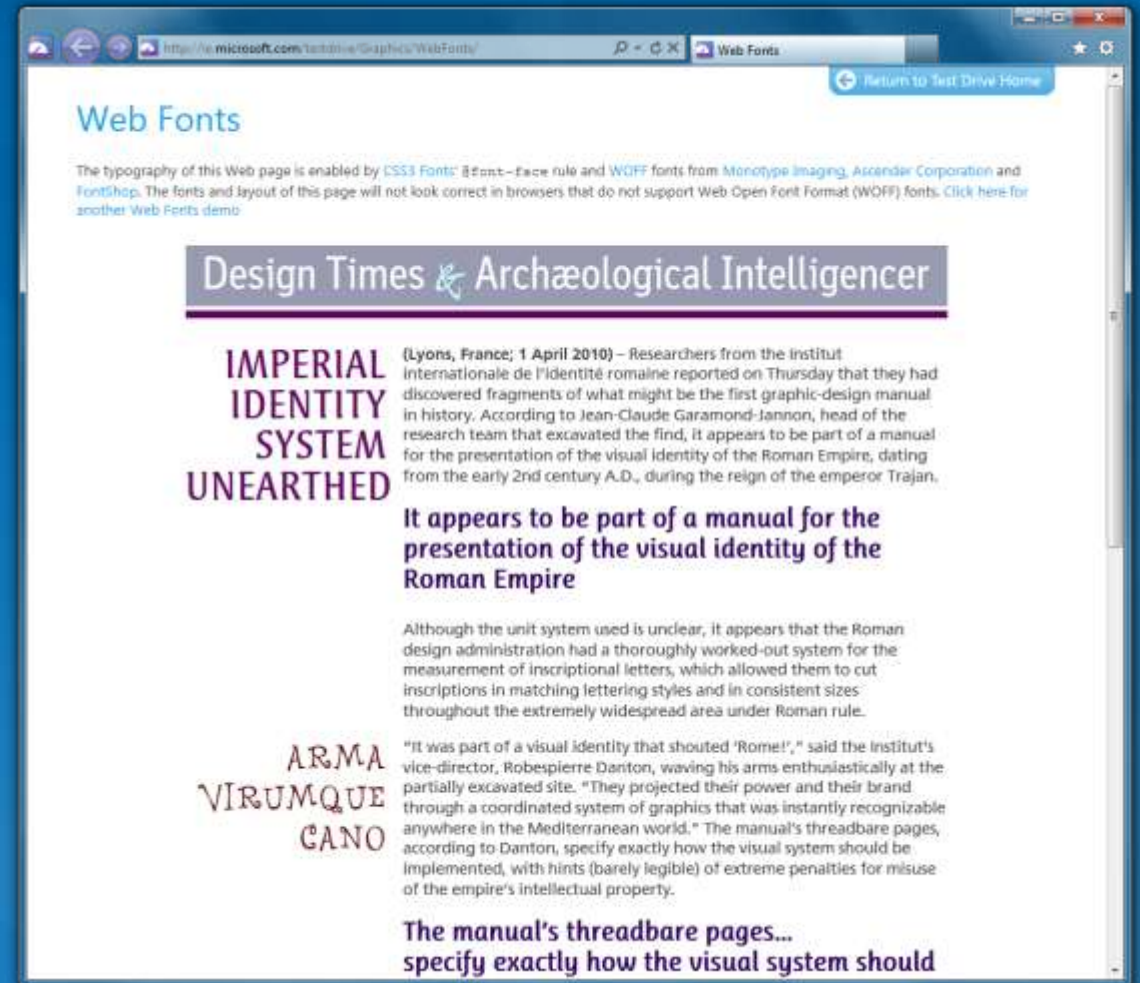 http://ie.microsoft.com/testdrive/Graphics/WebFonts/
Web Fonts
Return to Test Drive Home
Web Fonts
The typography of this Web page is enabled by CSS3 Fonts' @font-face rule and WOFF fonts from Monotype Imaging, Ascender Corporation and
FontShop. The fonts and layout of this page will not look correct in browsers that do not support Web Open Font Format (WOFF) fonts. Click here for
another Web Fonts demo
Design Times & Archæological Intelligencer
IMPERIAL
IDENTITY
SYSTEM
UNEARTHED
(Lyons, France; 1 April 2010) – Researchers from the Institut
internationale de l'identité romaine reported on Thursday that they had
discovered fragments of what might be the first graphic-design manual
in history. According to Jean-Claude Garamond-Jannon, head of the
research team that excavated the find, it appears to be part of a manual
for the presentation of the visual identity of the Roman Empire, dating
from the early 2nd century A.D., during the reign of the emperor Trajan.
It appears to be part of a manual for the
presentation of the visual identity of the
Roman Empire
Although the unit system used is unclear, it appears that the Roman
design administration had a thoroughly worked-out system for the
measurement of inscriptional letters, which allowed them to cut
inscriptions in matching lettering styles and in consistent sizes
throughout the extremely widespread area under Roman rule.
ARMA
VIRUMQUE
CANO
"It was part of a visual identity that shouted 'Rome!'," said the Institut's
vice-director, Robespierre Danton, waving his arms enthusiastically at the
partially excavated site. "They projected their power and their brand
through a coordinated system of graphics that was instantly recognizable
anywhere in the Mediterranean world." The manual's threadbare pages,
according to Danton, specify exactly how the visual system should be
implemented, with hints (barely legible) of extreme penalties for misuse
of the empire's intellectual property.
The manual's threadbare pages...
specify exactly how the visual system should